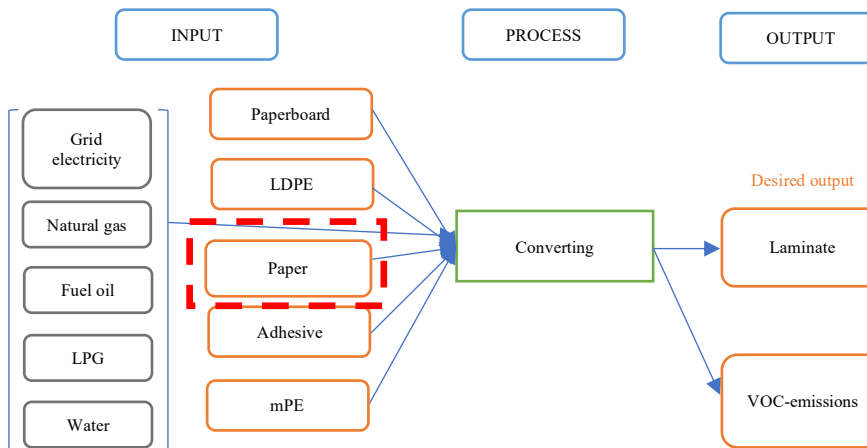 INPUT
PROCESS
OUTPUT
Grid
electricity
Natural gas
Fuel oil
LPG
Water
Paperboard
LDPE
Paper
Adhesive
mPE
Converting
Desired output
Laminate
VOC-emissions